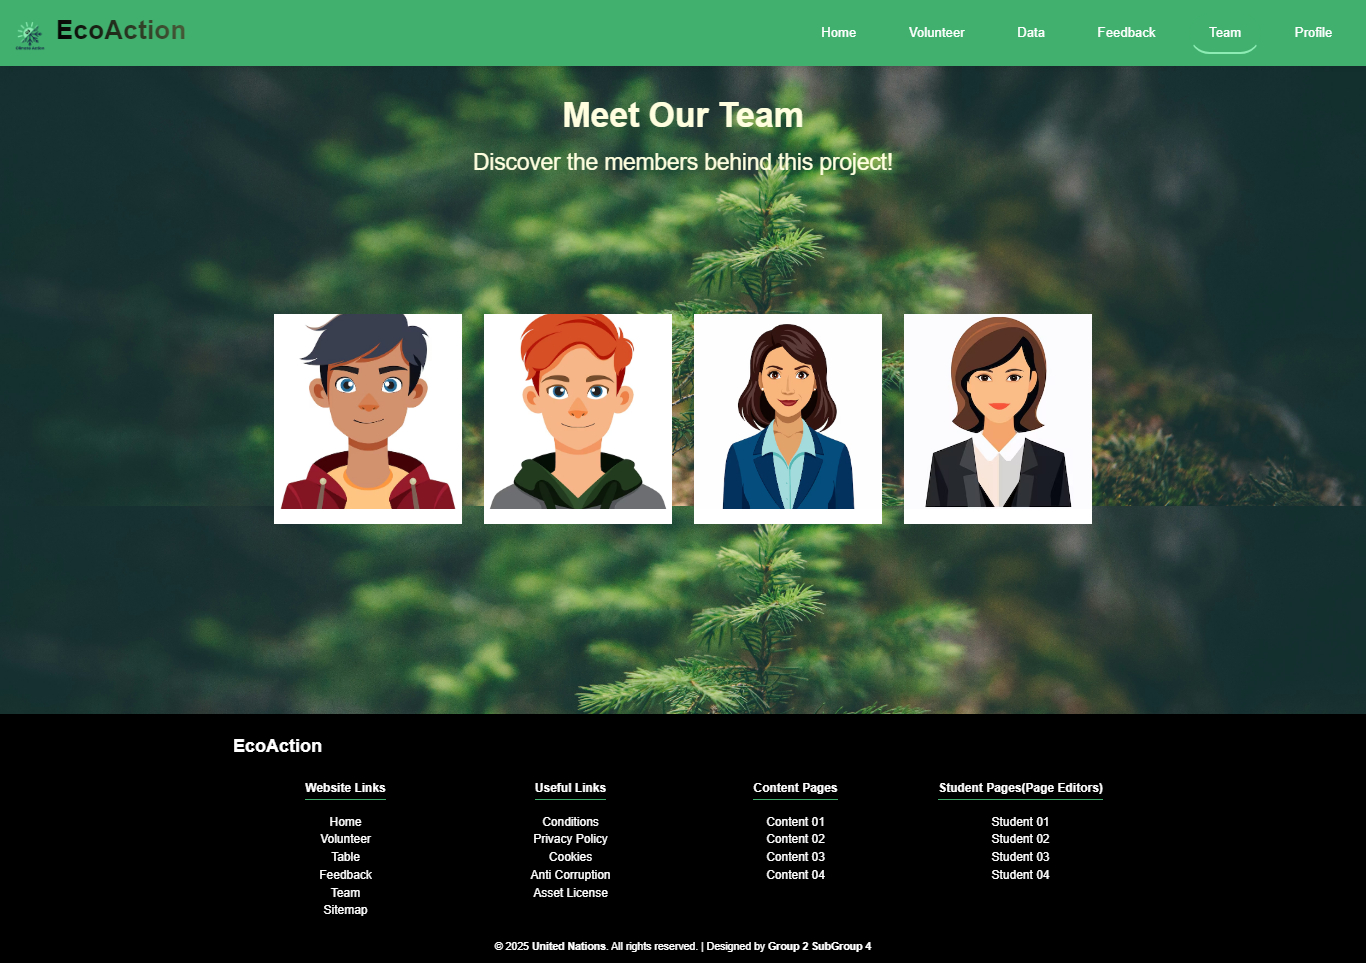 Climate Action
EcoAction
Home Volunteer Data Feedback Team Profile
Meet Our Team
Discover the members behind this project!
EcoAction
Website Links
Home
Volunteer
Table
Feedback
Team
Sitemap
Useful Links
Conditions
Privacy Policy
Cookies
Anti Corruption
Asset License
Content Pages
Content 01
Content 02
Content 03
Content 04
Student Pages(Page Editors)
Student 01
Student 02
Student 03
Student 04
© 2025 United Nations. All rights reserved. | Designed by Group 2 SubGroup 4